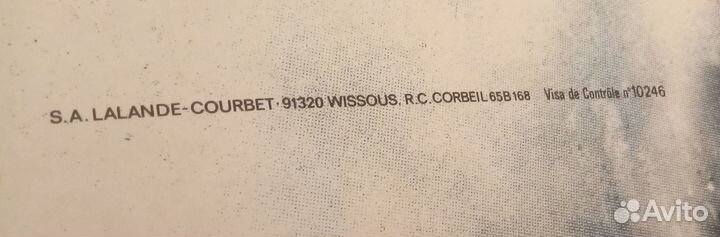 S.A. LALANDE-COURBET·91320 WISSOUS. R.C. CORBEIL 65B168 Visa de Contrôle n°10246
Avito